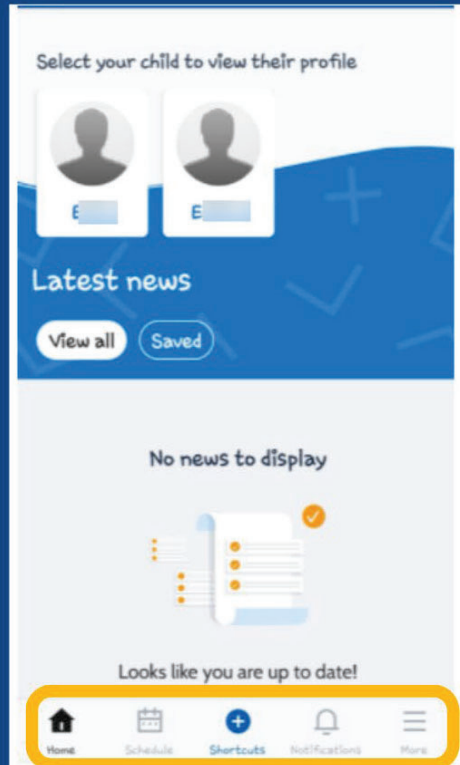 Select your child to view their profile
E E
Latest news
View all Saved
No news to display
Looks like you are up to date!
Home Schedule Shortcuts Notifications More